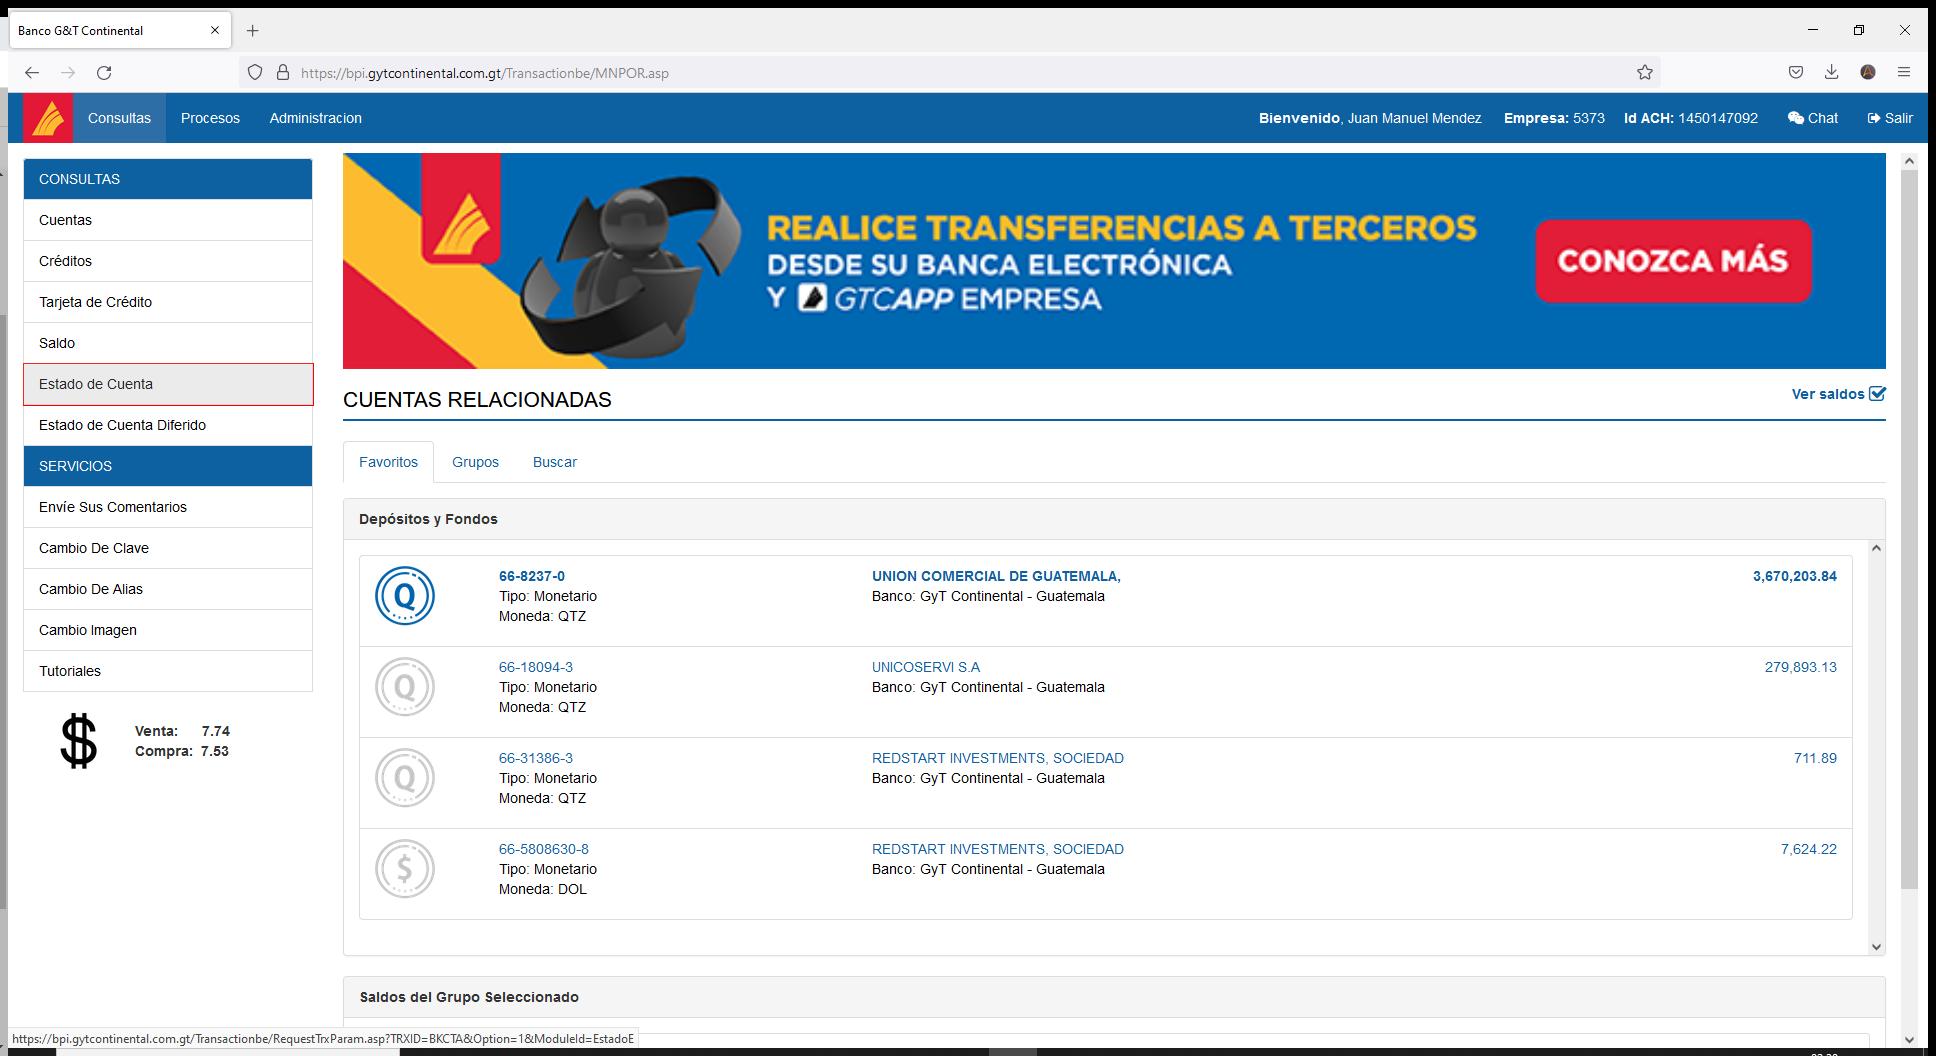 Banco G&T Continental
https://bpi.gytcontinental.com.gt/Transactionbe/MNPOR.asp
Consultas Procesos Administracion Bienvenido, Juan Manuel Mendez Empresa: 5373 Id ACH: 1450147092 Chat Salir
CONSULTAS
Cuentas
Créditos
Tarjeta de Crédito
Saldo
Estado de Cuenta
Estado de Cuenta Diferido
SERVICIOS
Envíe Sus Comentarios
Cambio De Clave
Cambio De Alias
Cambio Imagen
Tutoriales
$
Venta: 7.74
Compra: 7.53
REALICE TRANSFERENCIAS A TERCEROS
DESDE SU BANCA ELECTRÓNICA
Y GTCAPP EMPRESA
CONOZCA MÁS
CUENTAS RELACIONADAS
Ver saldos
Favoritos Grupos Buscar
Depósitos y Fondos
Q
66-8237-0 UNION COMERCIAL DE GUATEMALA, 3,670,203.84
Tipo: Monetario Banco: GyT Continental - Guatemala
Moneda: QTZ
Q
66-18094-3 UNICOSERVI S.A 279,893.13
Tipo: Monetario Banco: GyT Continental - Guatemala
Moneda: QTZ
Q
66-31386-3 REDSTART INVESTMENTS, SOCIEDAD 711.89
Tipo: Monetario Banco: GyT Continental - Guatemala
Moneda: QTZ
$
66-5808630-8 REDSTART INVESTMENTS, SOCIEDAD 7,624.22
Tipo: Monetario Banco: GyT Continental - Guatemala
Moneda: DOL
Saldos del Grupo Seleccionado
https://bpi.gytcontinental.com.gt/Transactionbe/RequestTrxParam.asp?TRXID=BKCTA&Option=1&ModuleId=EstadoE